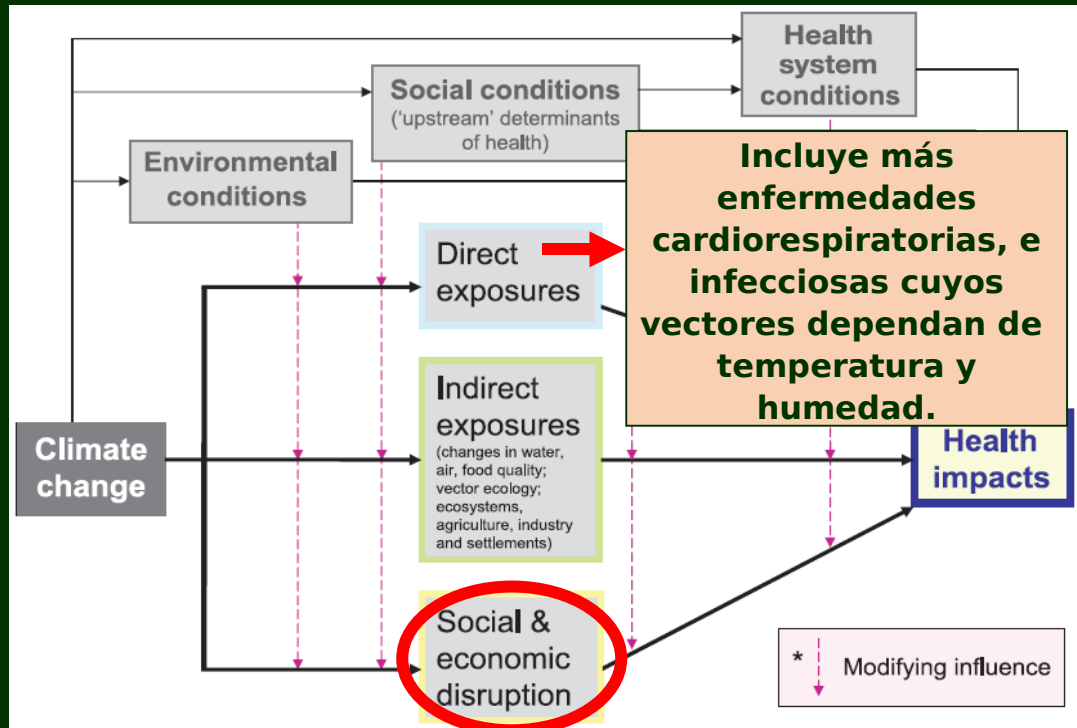 Health
system
conditions
Social conditions
(‘upstream’ determinants
of health)
Environmental
conditions
Incluye más
enfermedades
cardiorespiratorias, e
infecciosas cuyos
vectores dependan de
temperatura y
humedad.
Direct
exposures
Indirect
exposures
(changes in water,
air, food quality;
vector ecology;
ecosystems,
agriculture, industry
and settlements)
Climate
change
Health
impacts
Social &
economic
disruption
* Modifying influence